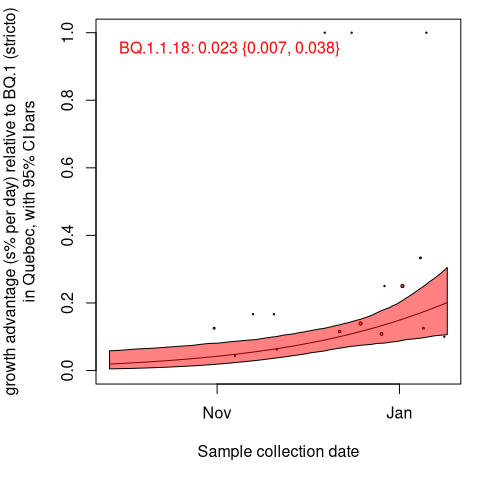 growth advantage (s% per day) relative to BQ.1 (stricto)
in Quebec, with 95% CI bars
BQ.1.1.18: 0.023 {0.007, 0.038}
1.0
0.8
0.6
0.4
0.2
0.0
Nov Jan
Sample collection date